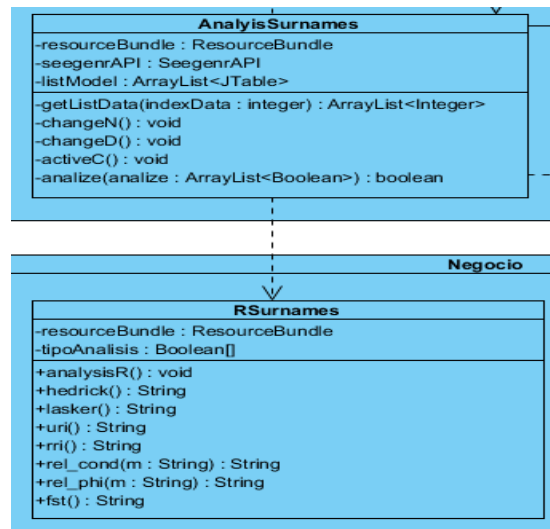 AnalyisSurnames
-resourceBundle : ResourceBundle
-seegenrAPI : SeegenrAPI
-listModel : ArrayList<JTable>
-getListData(indexData : integer) : ArrayList<Integer>
-changeN() : void
-changeD() : void
-activeC() : void
-analize(analize : ArrayList<Boolean>) : boolean
Negocio
RSurnames
-resourceBundle : ResourceBundle
-tipoAnalisis : Boolean[]
+analysisR() : void
+hedrick() : String
+lasker() : String
+uri() : String
+rri() : String
+rel_cond(m : String) : String
+rel_phi(m : String) : String
+fst() : String